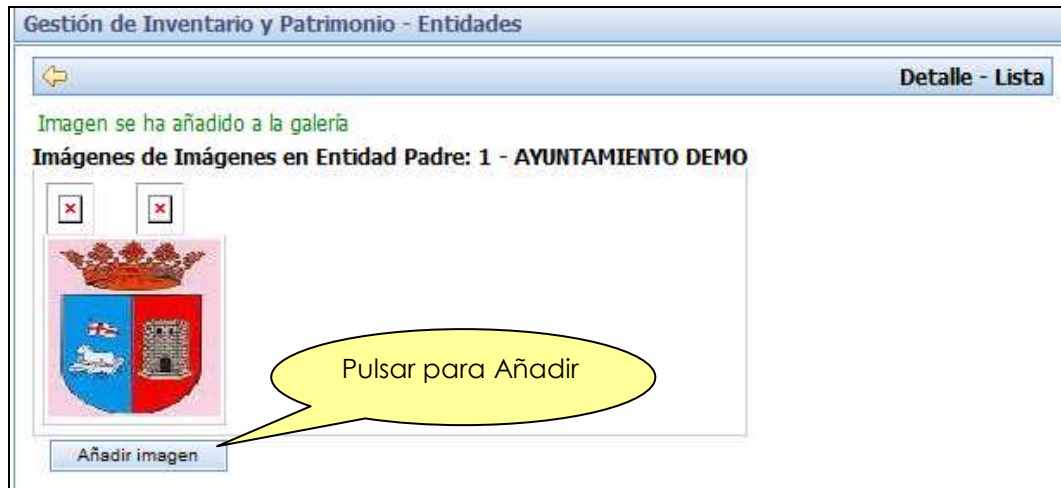 Gestión de Inventario y Patrimonio - Entidades
Detalle - Lista
Imagen se ha añadido a la galería
Imágenes de Imágenes en Entidad Padre: 1 - AYUNTAMIENTO DEMO
Pulsar para Añadir
Añadir imagen